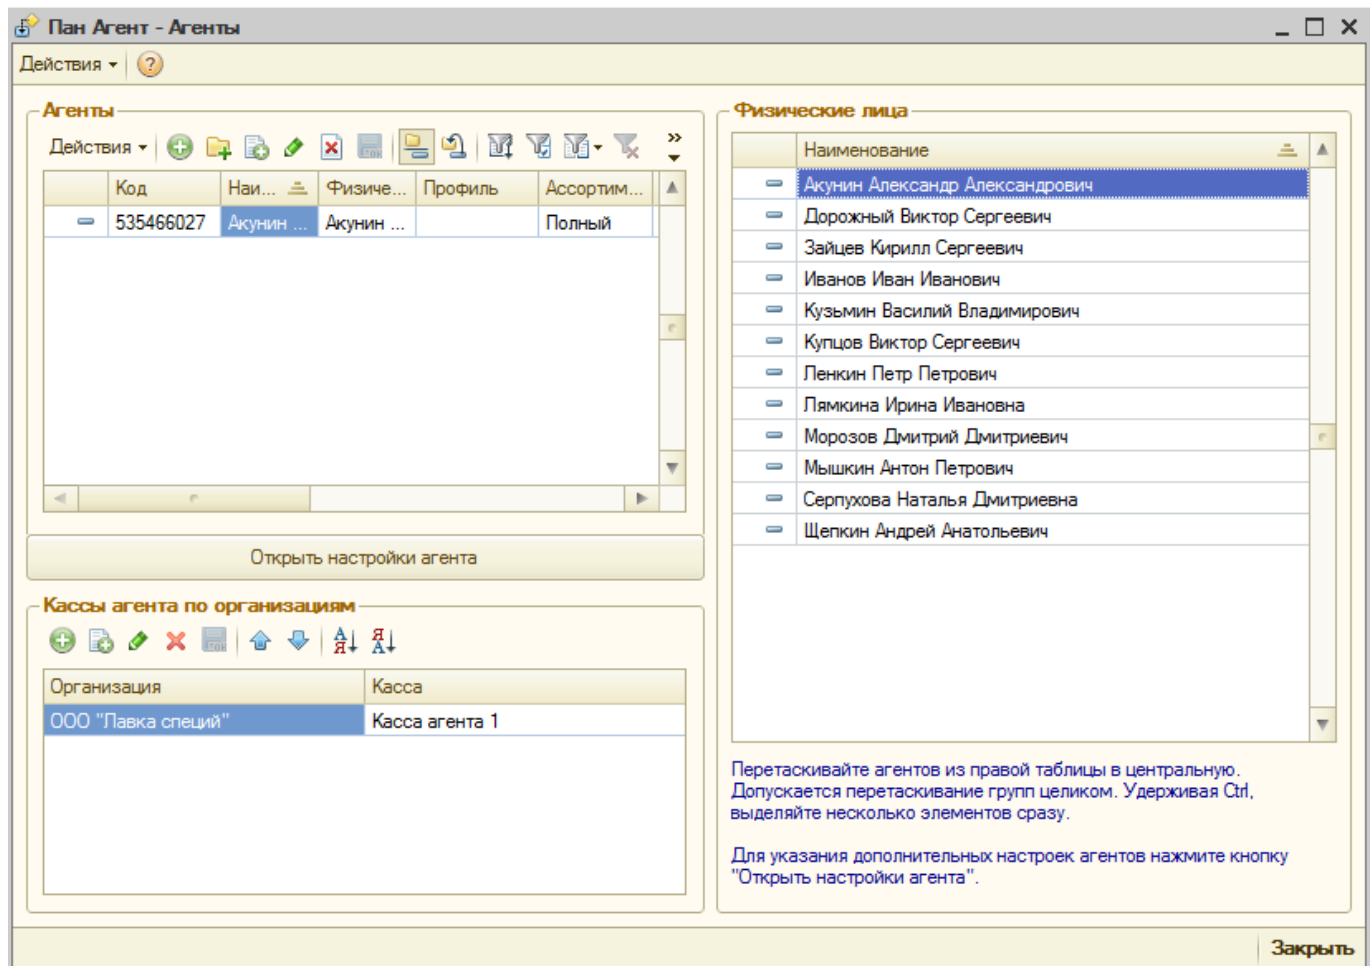 Пан Агент - Агенты
Действия
Агенты
Действия
Код Наи... Физиче... Профиль Ассортим...
535466027 Акунин ... Акунин ... Полный
Открыть настройки агента
Кассы агента по организациям
Организация Касса
ООО "Лавка специй" Касса агента 1
Физические лица
Наименование
Акунин Александр Александрович
Дорожный Виктор Сергеевич
Зайцев Кирилл Сергеевич
Иванов Иван Иванович
Кузьмин Василий Владимирович
Купцов Виктор Сергеевич
Ленкин Петр Петрович
Лямкина Ирина Ивановна
Морозов Дмитрий Дмитриевич
Мышкин Антон Петрович
Серпухова Наталья Дмитриевна
Щепкин Андрей Анатольевич
Перетаскивайте агентов из правой таблицы в центральную.
Допускается перетаскивание групп целиком. Удерживая Ctrl,
выделяйте несколько элементов сразу.
Для указания дополнительных настроек агентов нажмите кнопку
"Открыть настройки агента".
Закрыть